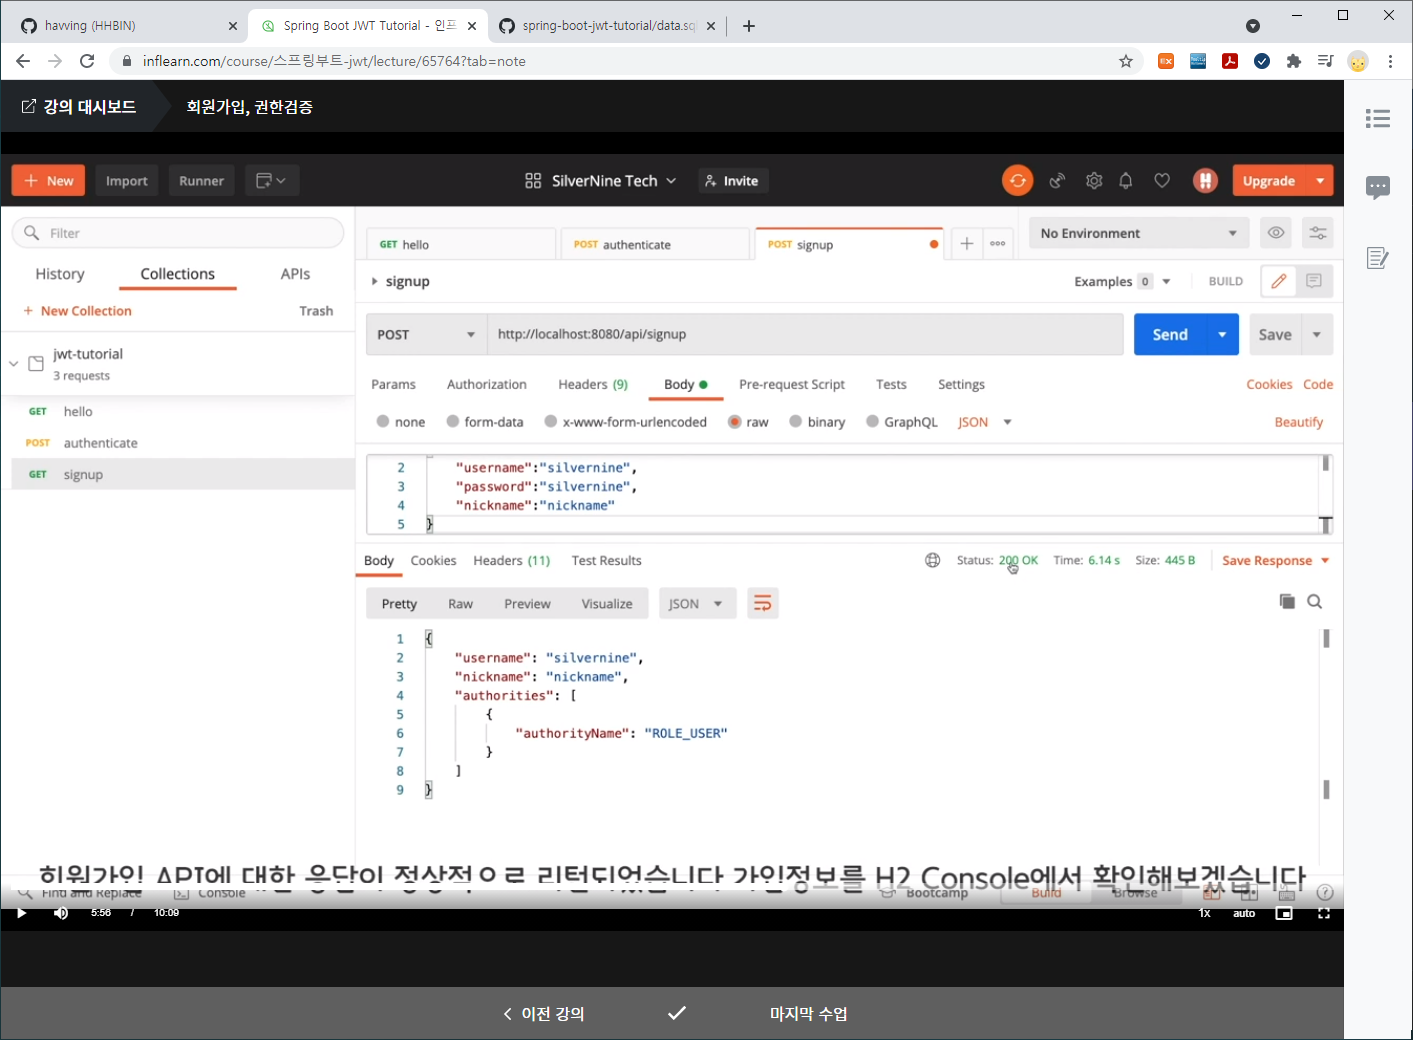 havving (HHBIN)
Spring Boot JWT Tutorial - 인프
spring-boot-jwt-tutorial/data.sq
inflearn.com/course/스프링부트-jwt/lecture/65764?tab=note
강의 대시보드
회원가입, 권한검증
New
Import
Runner
SilverNine Tech
Invite
Upgrade
Filter
History
Collections
APIs
+ New Collection
Trash
jwt-tutorial
3 requests
GET hello
POST authenticate
GET signup
GET hello
POST authenticate
POST signup
No Environment
signup
Examples 0
BUILD
POST
http://localhost:8080/api/signup
Send
Save
Params
Authorization
Headers (9)
Body
Pre-request Script
Tests
Settings
Cookies
Code
none
form-data
x-www-form-urlencoded
raw
binary
GraphQL
JSON
Beautify
2 "username":"silvernine",
3 "password":"silvernine",
4 "nickname":"nickname"
5 }
Body
Cookies
Headers (11)
Test Results
Status: 200 OK
Time: 6.14 s
Size: 445 B
Save Response
Pretty
Raw
Preview
Visualize
JSON
1 {
2 "username": "silvernine",
3 "nickname": "nickname",
4 "authorities": [
5 {
6 "authorityName": "ROLE_USER"
7 }
8 ]
9 }
회원가입 API에 대한 응답이 정상적으로 리턴되었습니다 가입정보를 H2 Console에서 확인해보겠습니다
Find and Replace
Console
Bootcamp
Build
Browse
5:56 / 10:09
1x
auto
이전 강의
마지막 수업